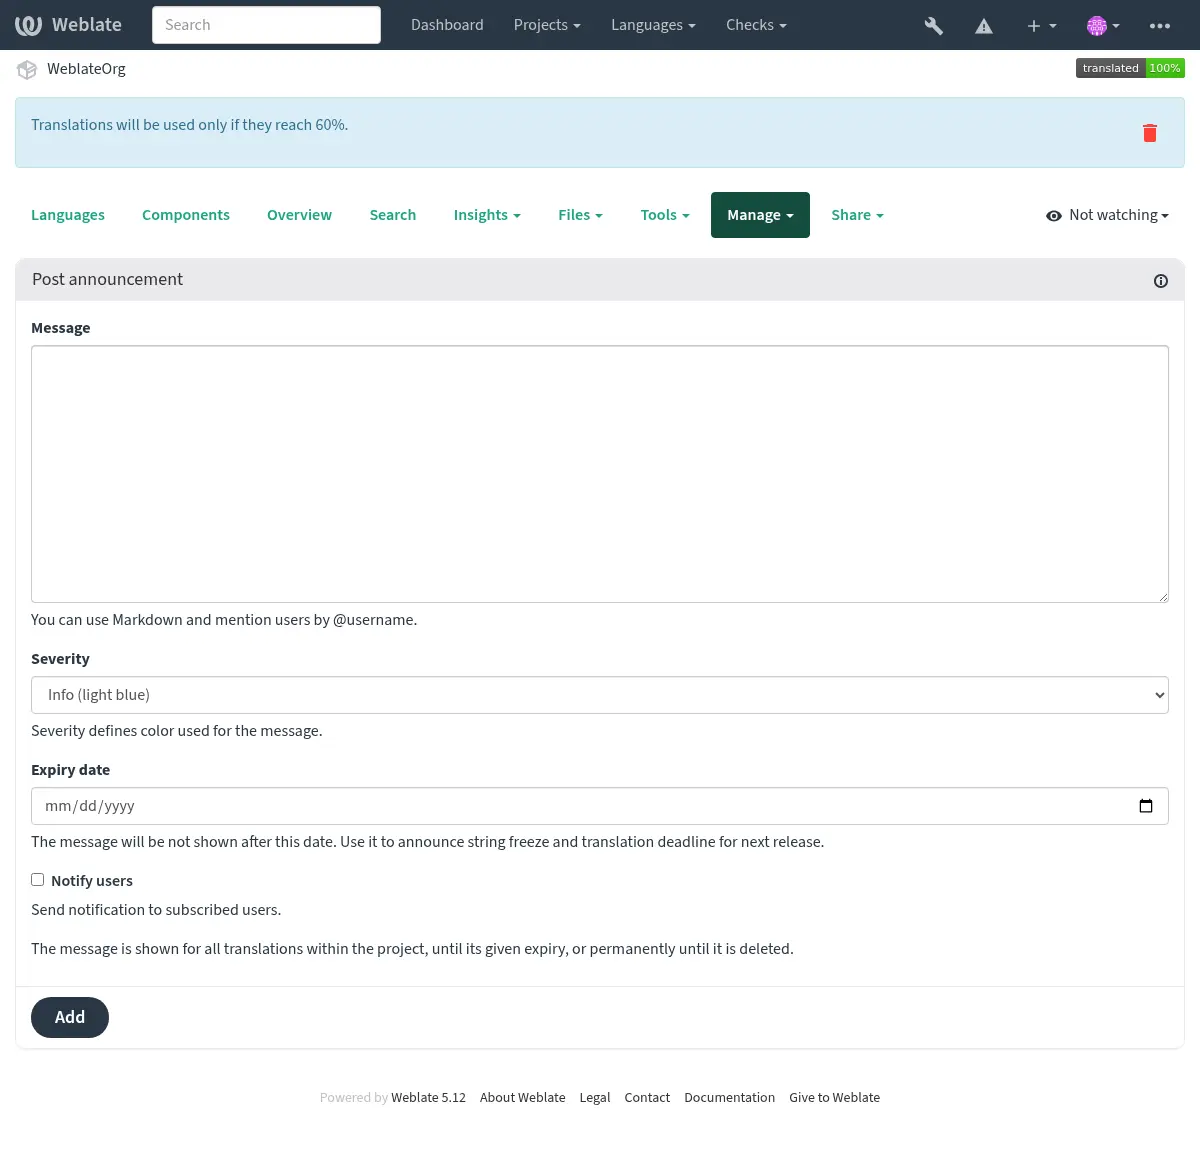 Weblate Search Dashboard Projects Languages Checks
WeblateOrg translated 100%
Translations will be used only if they reach 60%.
Languages Components Overview Search Insights Files Tools Manage Share Not watching
Post announcement
Message
You can use Markdown and mention users by @username.
Severity
Info (light blue)
Severity defines color used for the message.
Expiry date
mm/dd/yyyy
The message will be not shown after this date. Use it to announce string freeze and translation deadline for next release.
Notify users
Send notification to subscribed users.
The message is shown for all translations within the project, until its given expiry, or permanently until it is deleted.
Add
Powered by Weblate 5.12 About Weblate Legal Contact Documentation Give to Weblate